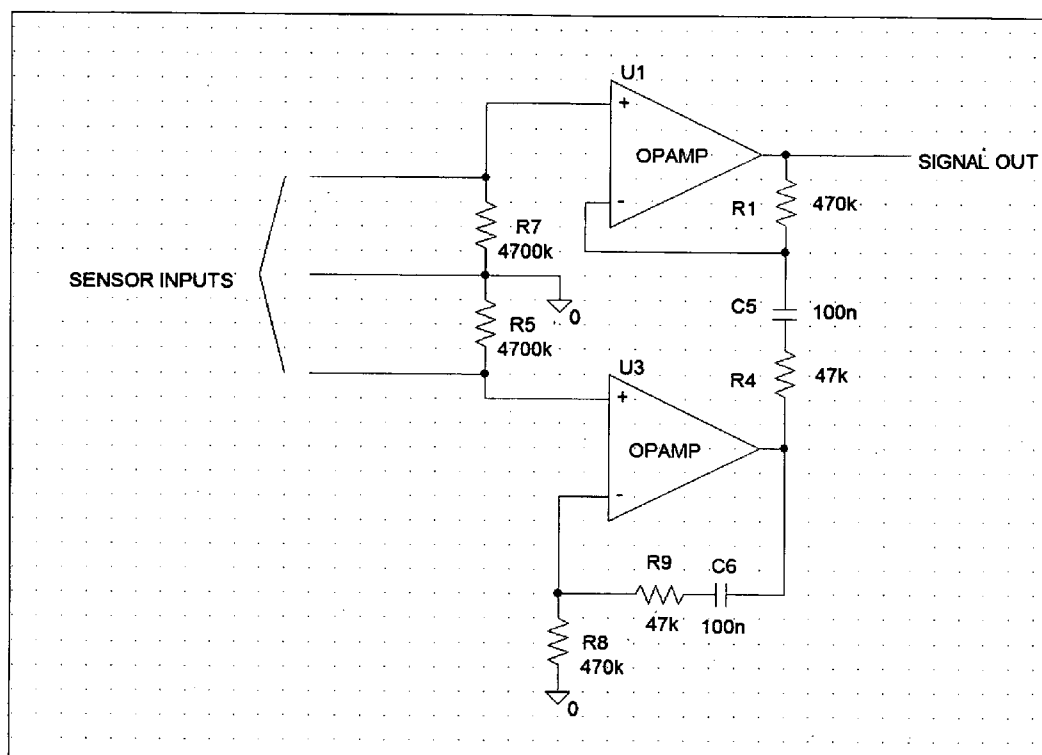 U1
+
OPAMP
-
SIGNAL OUT
R1 470k
R7
4700k
SENSOR INPUTS
0
C5 100n
R5
4700k
R4 47k
U3
+
OPAMP
-
R9 C6
47k 100n
R8
470k
0